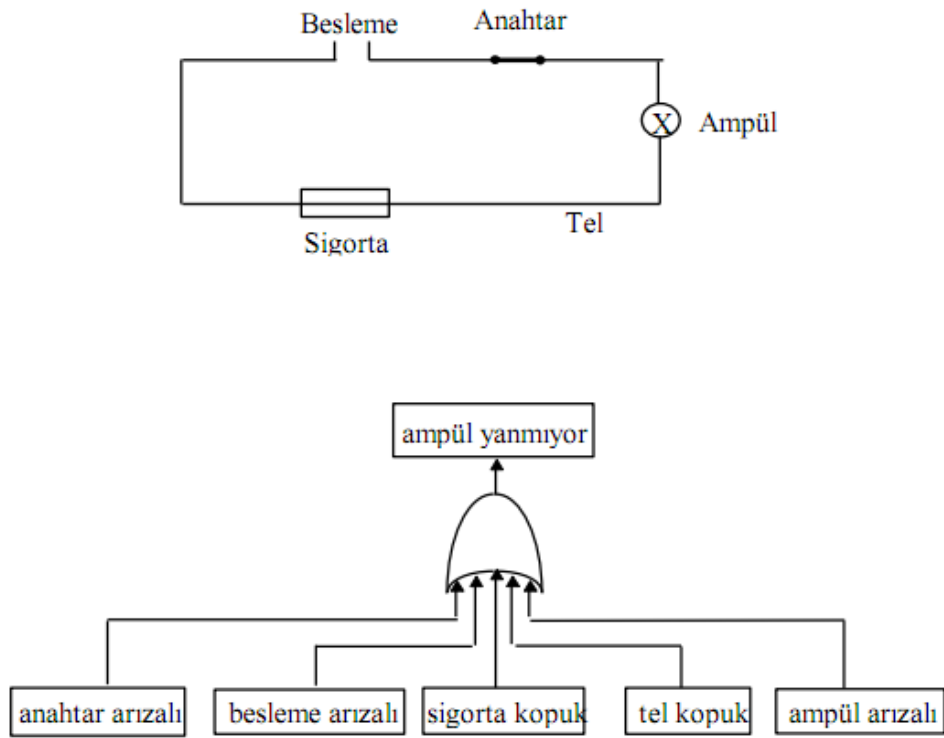 Besleme
Anahtar
X
Ampül
Tel
Sigorta
ampül yanmıyor
anahtar arızalı
besleme arızalı
sigorta kopuk
tel kopuk
ampül arızalı